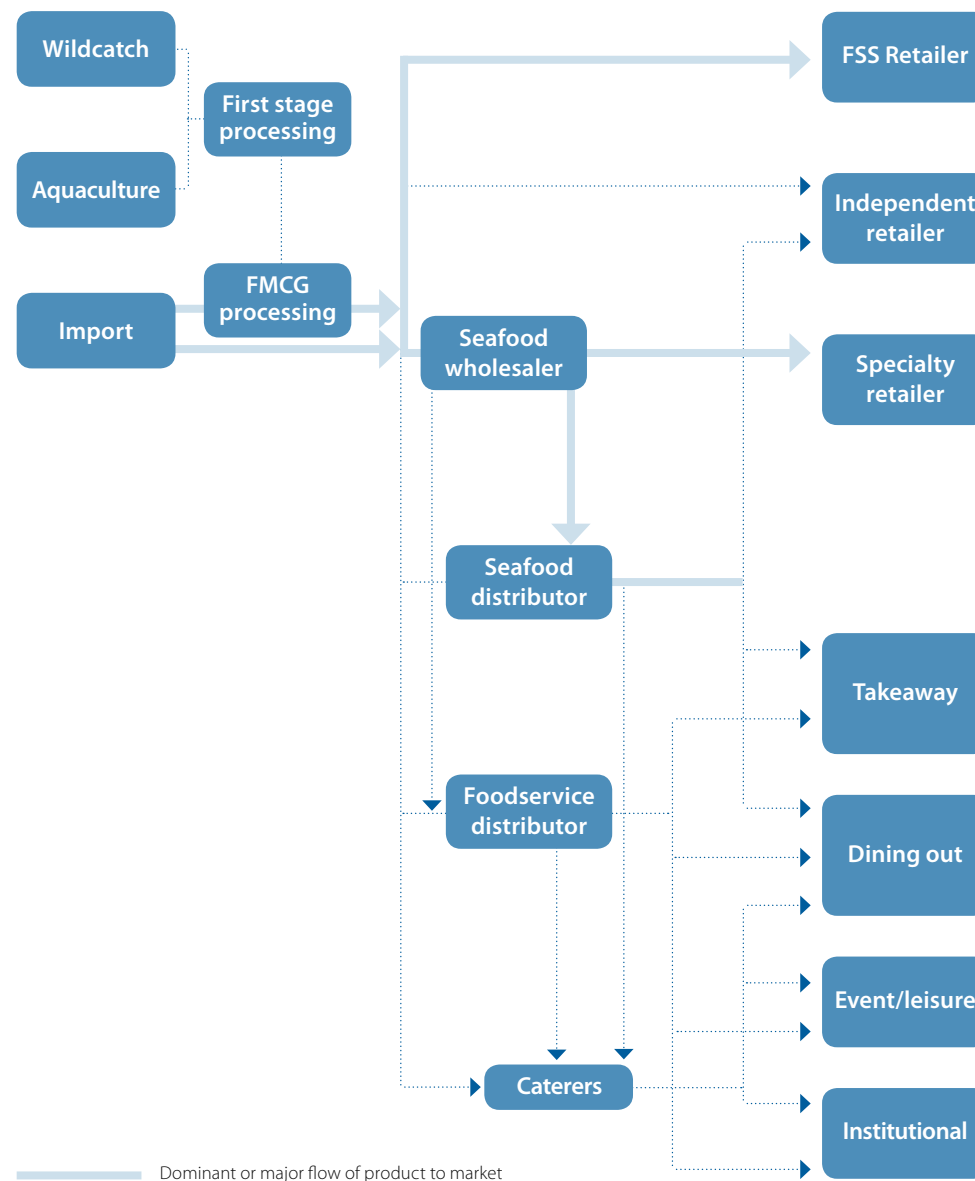 Wildcatch
First stage
processing
Aquaculture
FMCG
processing
Import
Seafood
wholesaler
Seafood
distributor
Foodservice
distributor
Caterers
FSS Retailer
Independent
retailer
Specialty
retailer
Takeaway
Dining out
Event/leisure
Institutional
Dominant or major flow of product to market